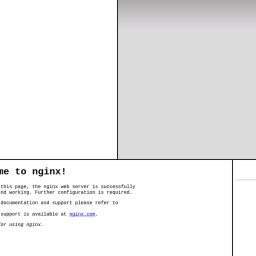 me to nginx!
this page, the nginx web server is successfully
nd working. Further configuration is required.
documentation and support please refer to
support is available at nginx.com.
for using nginx.